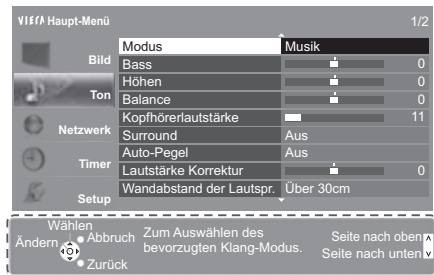 VIERA Haupt-Menü 1/2
Bild
Ton
Netzwerk
Timer
Setup
Modus Musik
Bass 0
Höhen 0
Balance 0
Kopfhörerlautstärke 11
Surround Aus
Auto-Pegel Aus
Lautstärke Korrektur 0
Wandabstand der Lautspr. Über 30cm
Wählen
Ändern
Abbruch
Zurück
Zum Auswählen des
bevorzugten Klang-Modus.
Seite nach oben
Seite nach unten